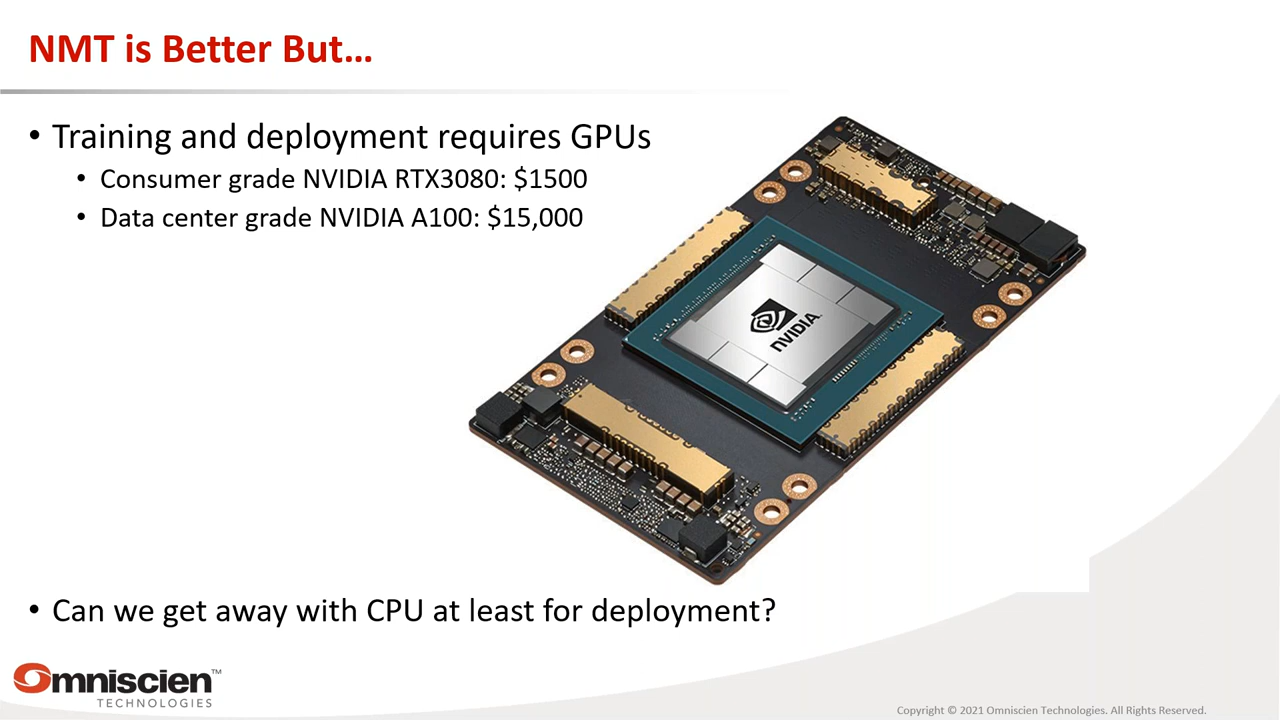 NMT is Better But…
• Training and deployment requires GPUs
• Consumer grade NVIDIA RTX3080: $1500
• Data center grade NVIDIA A100: $15,000
NVIDIA
• Can we get away with CPU at least for deployment?
Omniscien™
TECHNOLOGIES
Copyright © 2021 Omniscien Technologies. All Rights Reserved.